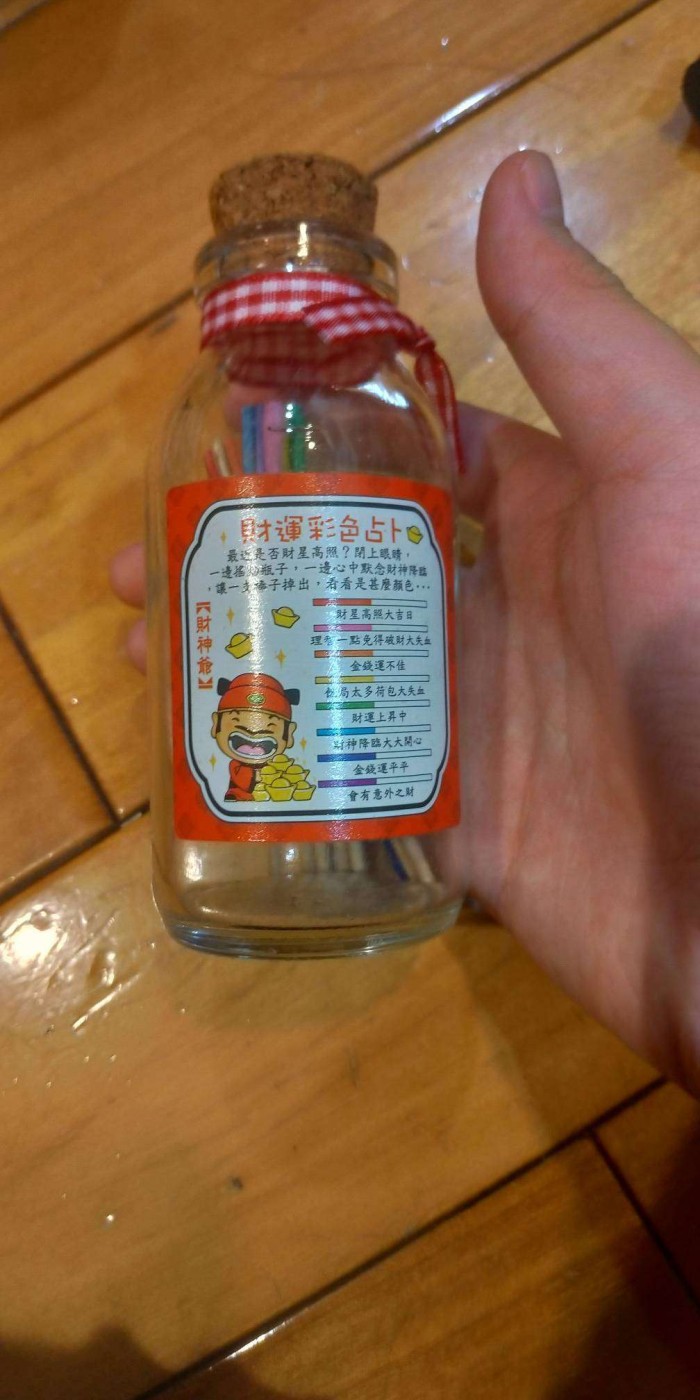 財運彩色占卜
最近是否財星高照？閉上眼睛，
一邊搖動瓶子，一邊心中默念財神降臨
，讓一支棒子掉出，看看是甚麼顏色...
【財神爺】
財星高照大吉日
理智一點免得破財大失血
金錢運不佳
飯局太多荷包大失血
財運上昇中
財神降臨大大開心
金錢運平平
會有意外之財